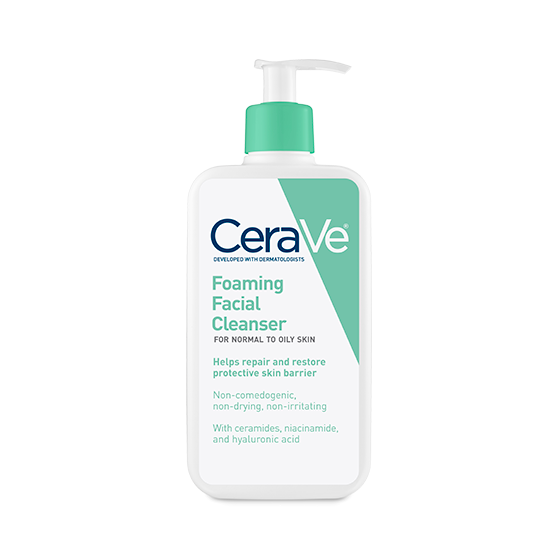 CeraVe®
DEVELOPED WITH DERMATOLOGISTS
Foaming
Facial
Cleanser
FOR NORMAL TO OILY SKIN
Helps repair and restore
protective skin barrier
Non-comedogenic,
non-drying, non-irritating
With ceramides, niacinamide,
and hyaluronic acid